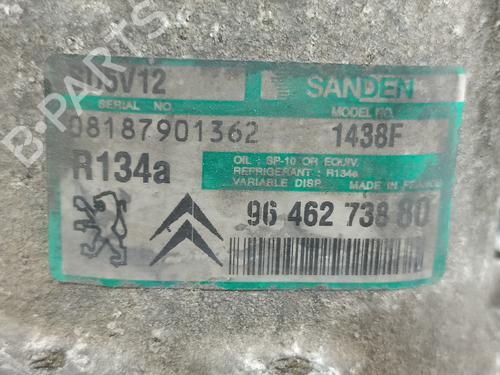 SD6V12
SANDEN
SERIAL NO.
MODEL NO.
08187901362
1438F
R134a
OIL : SP-10 OR EQUIV.
REFRIGERANT : R134a
VARIABLE DISP. MADE IN FRANCE
96 462 738 80
B-PARTS